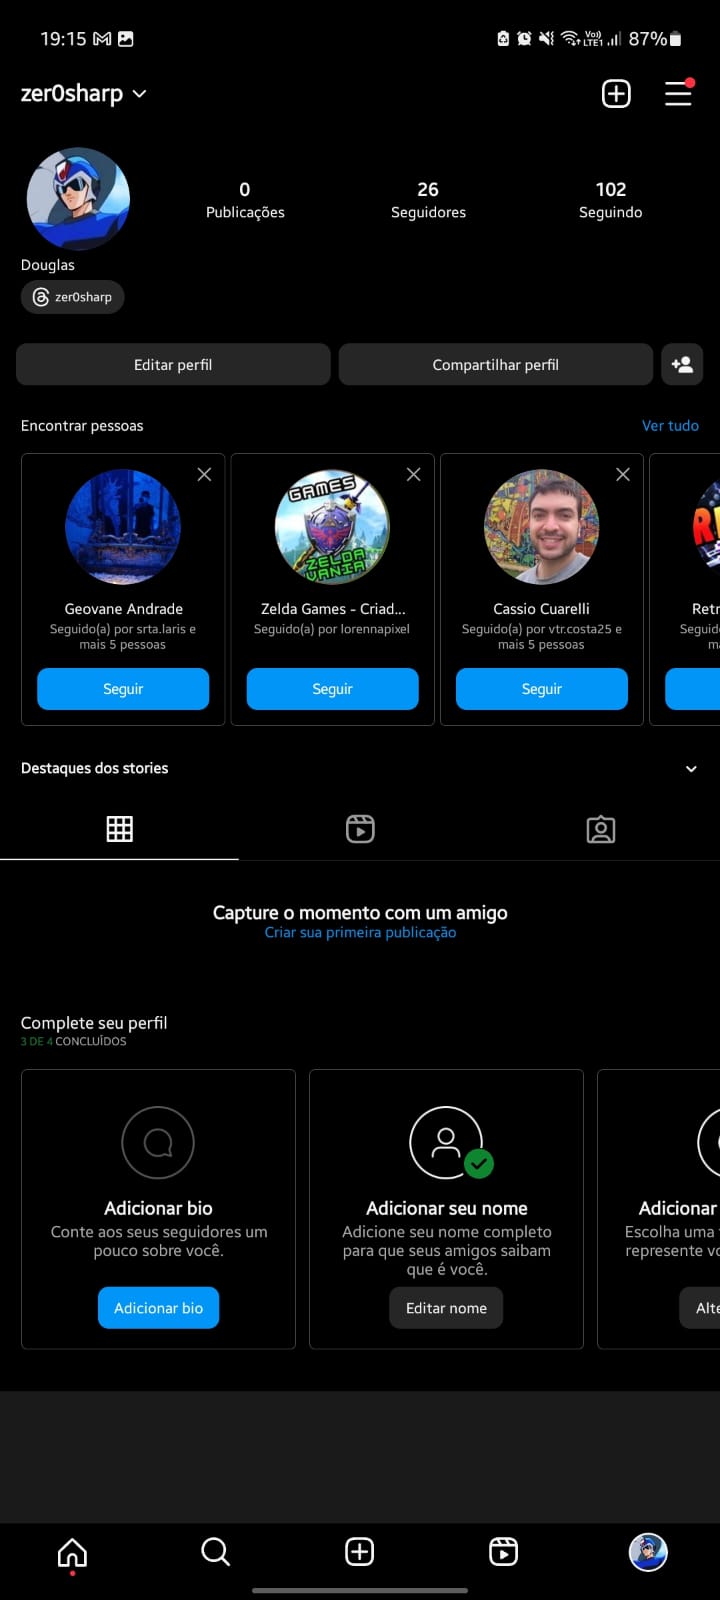 19:15
Vo)) LTE1 87%
zer0sharp
0
Publicações
26
Seguidores
102
Seguindo
Douglas
zer0sharp
Editar perfil
Compartilhar perfil
Encontrar pessoas
Ver tudo
GAMES
ZELDA
VANIA
Geovane Andrade
Seguido(a) por srta.laris e
mais 5 pessoas
Seguir
Zelda Games - Criad...
Seguido(a) por lorennapixel
Seguir
Cassio Cuarelli
Seguido(a) por vtr.costa25 e
mais 5 pessoas
Seguir
R
Retr
Seguid
m
Destaques dos stories
Capture o momento com um amigo
Criar sua primeira publicação
Complete seu perfil
3 DE 4 CONCLUÍDOS
Adicionar bio
Conte aos seus seguidores um
pouco sobre você.
Adicionar bio
Adicionar seu nome
Adicione seu nome completo
para que seus amigos saibam
que é você.
Editar nome
Adicionar
Escolha uma
represente vo
Alte